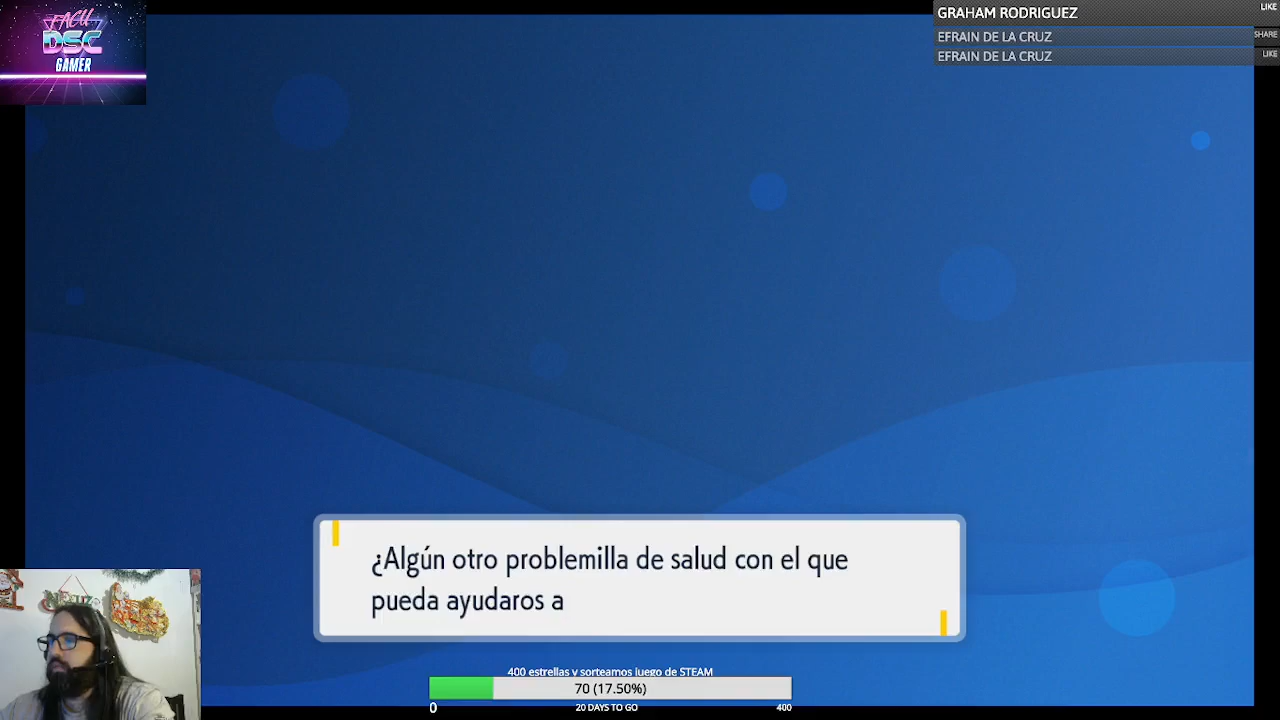 FACU
DSC
GAMER
GRAHAM RODRIGUEZ
LIKE
EFRAIN DE LA CRUZ
SHARE
EFRAIN DE LA CRUZ
LIKE
¿Algún otro problemilla de salud con el que
pueda ayudaros a
400 estrellas y sorteamos juego de STEAM
70 (17.50%)
0
20 DAYS TO GO
400